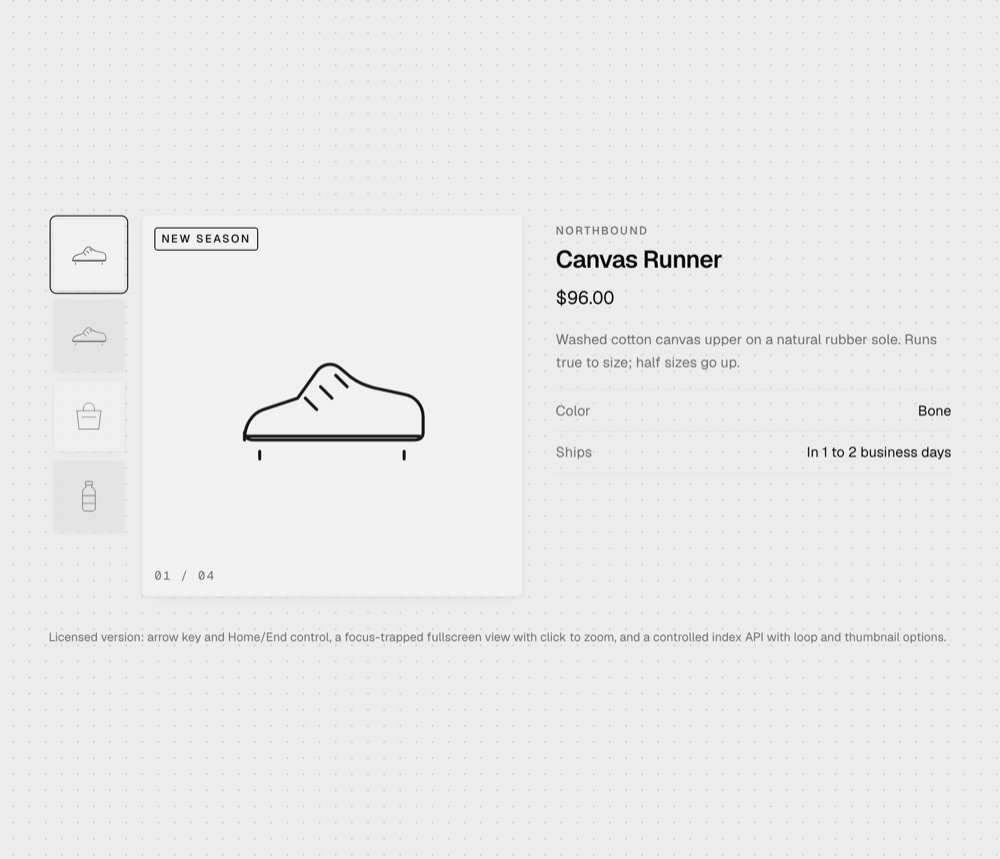 NEW SEASON
01 / 04
NORTHBOUND
Canvas Runner
$96.00
Washed cotton canvas upper on a natural rubber sole. Runs
true to size; half sizes go up.
Color Bone
Ships In 1 to 2 business days
Licensed version: arrow key and Home/End control, a focus-trapped fullscreen view with click to zoom, and a controlled index API with loop and thumbnail options.